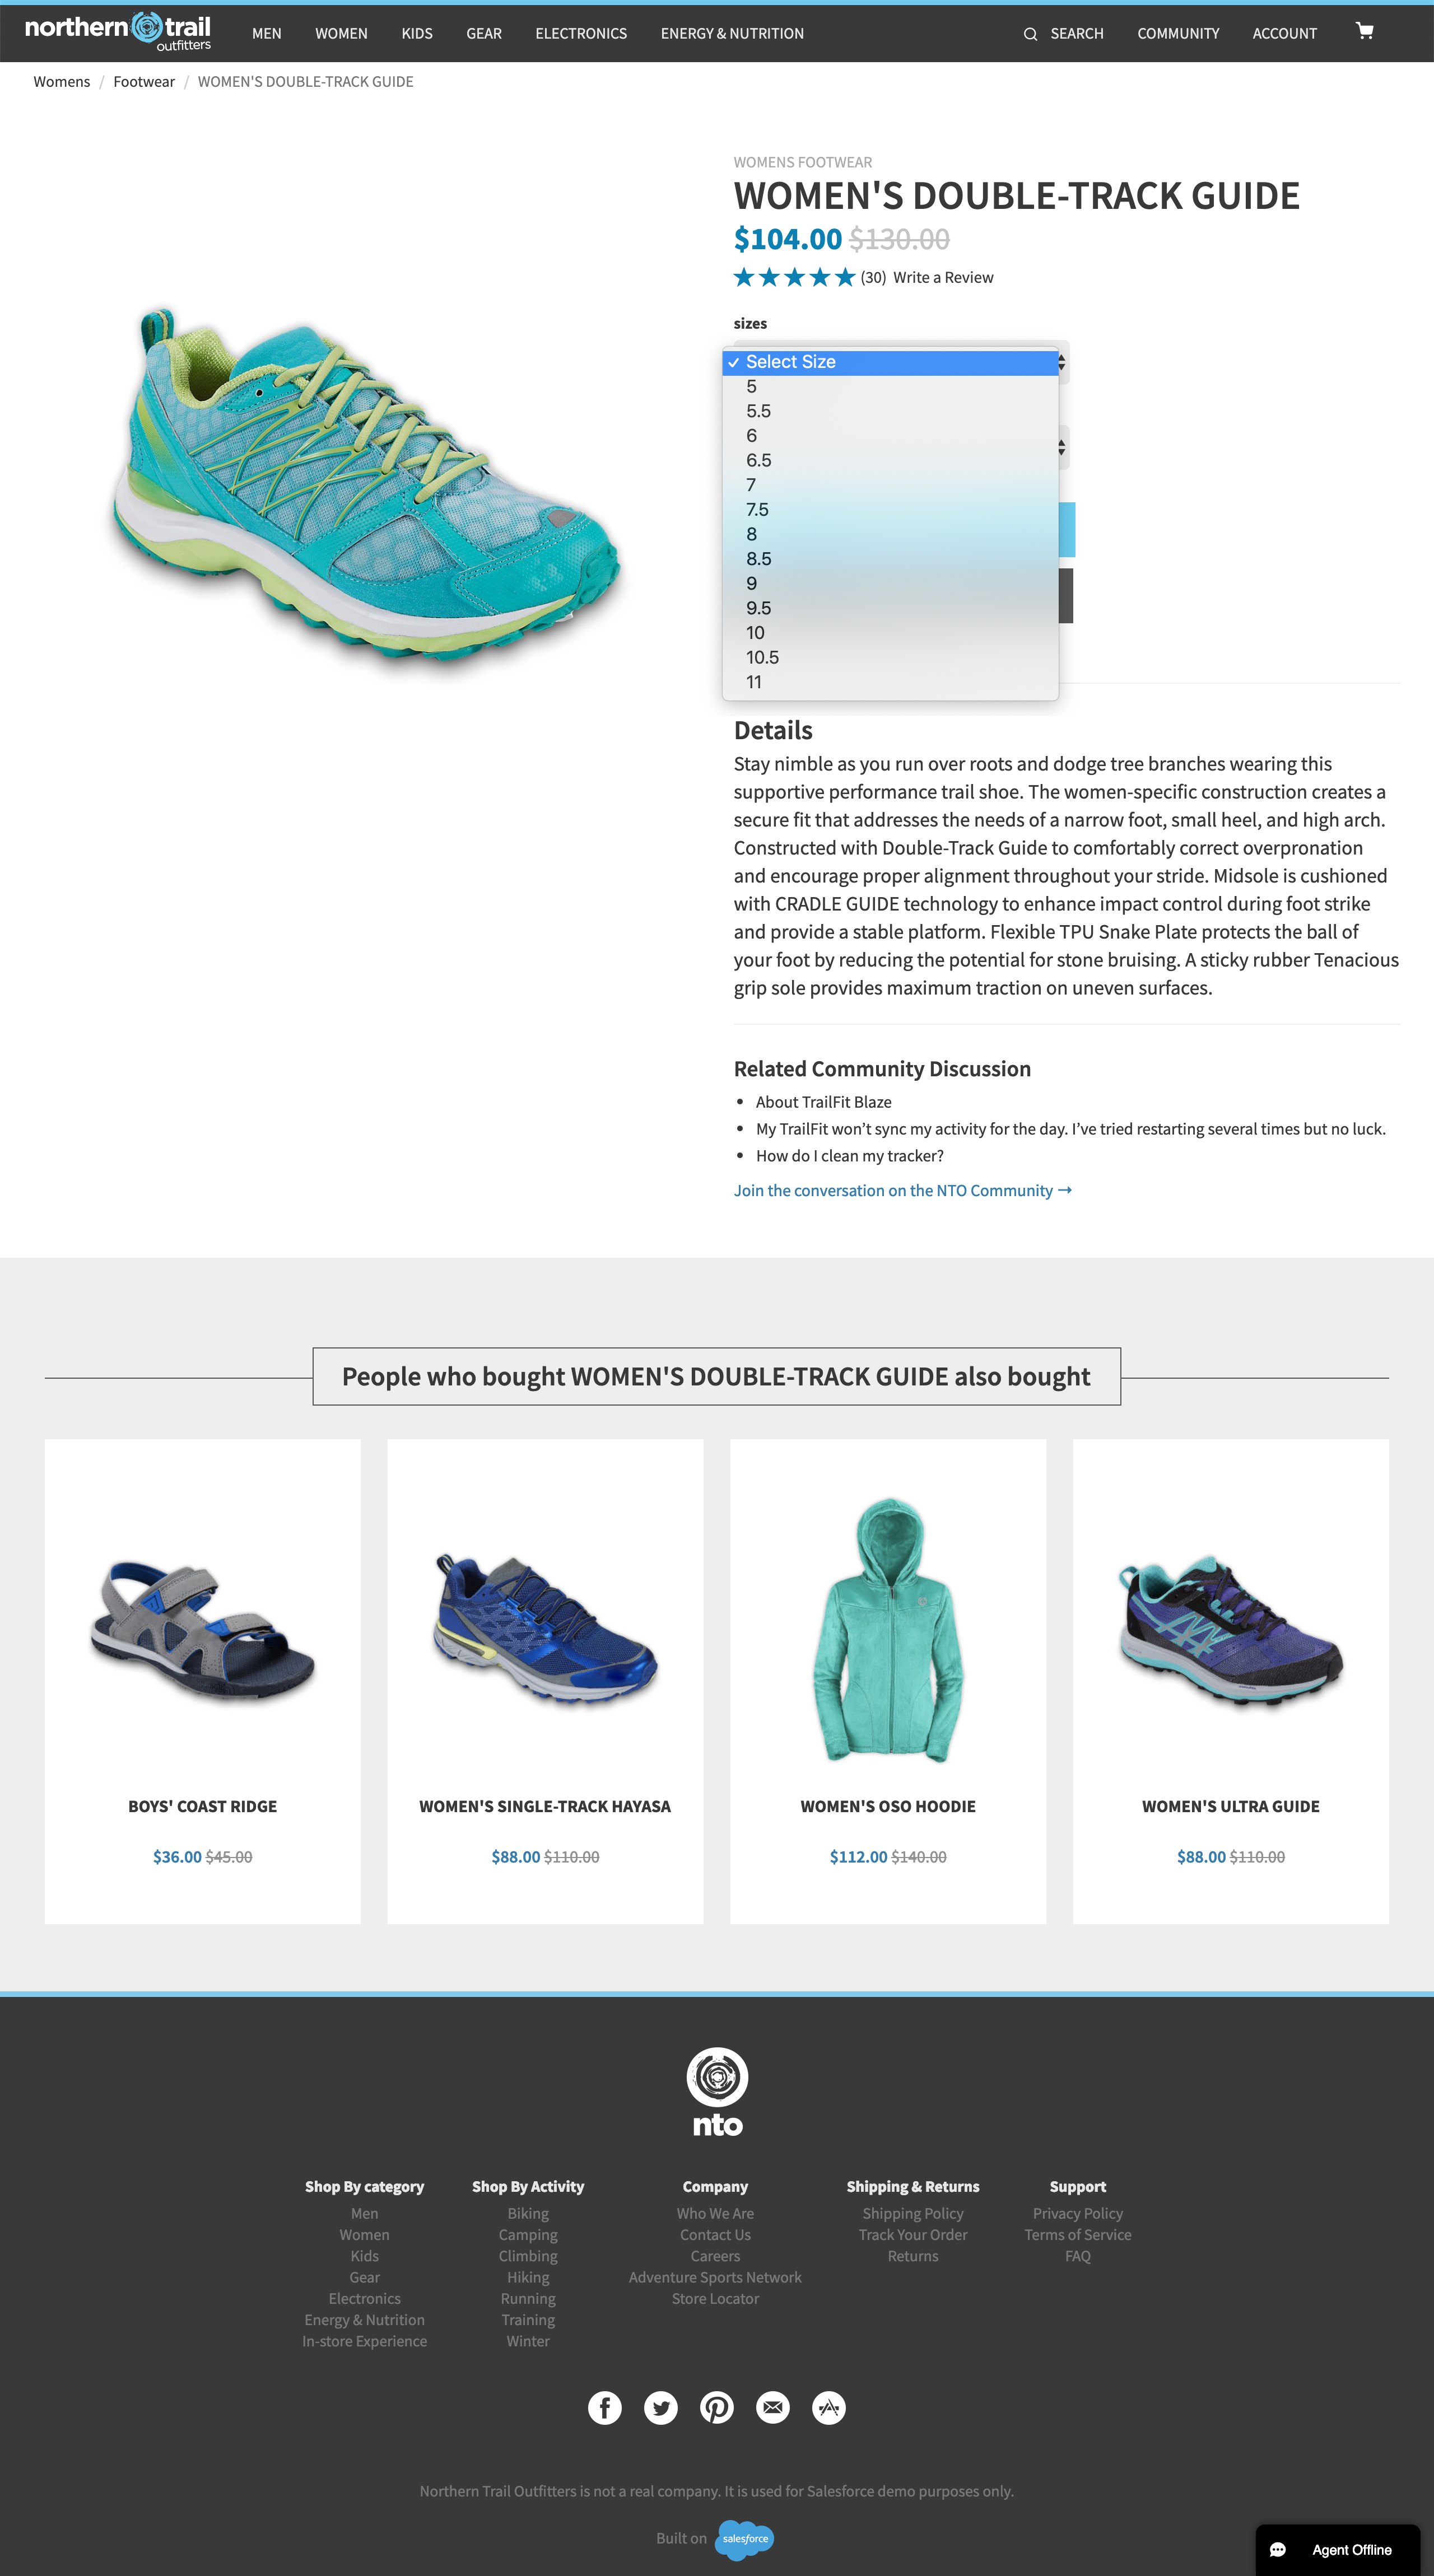 northern trail
outfitters
MEN WOMEN KIDS GEAR ELECTRONICS ENERGY & NUTRITION SEARCH COMMUNITY ACCOUNT
Womens / Footwear / WOMEN'S DOUBLE-TRACK GUIDE
WOMENS FOOTWEAR
WOMEN'S DOUBLE-TRACK GUIDE
$104.00 $130.00
(30) Write a Review
sizes
Select Size
5
5.5
6
6.5
7
7.5
8
8.5
9
9.5
10
10.5
11
Details
Stay nimble as you run over roots and dodge tree branches wearing this
supportive performance trail shoe. The women-specific construction creates a
secure fit that addresses the needs of a narrow foot, small heel, and high arch.
Constructed with Double-Track Guide to comfortably correct overpronation
and encourage proper alignment throughout your stride. Midsole is cushioned
with CRADLE GUIDE technology to enhance impact control during foot strike
and provide a stable platform. Flexible TPU Snake Plate protects the ball of
your foot by reducing the potential for stone bruising. A sticky rubber Tenacious
grip sole provides maximum traction on uneven surfaces.
Related Community Discussion
• About TrailFit Blaze
• My TrailFit won’t sync my activity for the day. I’ve tried restarting several times but no luck.
• How do I clean my tracker?
Join the conversation on the NTO Community →
People who bought WOMEN'S DOUBLE-TRACK GUIDE also bought
BOYS' COAST RIDGE
$36.00 $45.00
WOMEN'S SINGLE-TRACK HAYASA
$88.00 $110.00
WOMEN'S OSO HOODIE
$112.00 $140.00
WOMEN'S ULTRA GUIDE
$88.00 $110.00
nto
Shop By category
Men
Women
Kids
Gear
Electronics
Energy & Nutrition
In-store Experience
Shop By Activity
Biking
Camping
Climbing
Hiking
Running
Training
Winter
Company
Who We Are
Contact Us
Careers
Adventure Sports Network
Store Locator
Shipping & Returns
Shipping Policy
Track Your Order
Returns
Support
Privacy Policy
Terms of Service
FAQ
Northern Trail Outfitters is not a real company. It is used for Salesforce demo purposes only.
Built on salesforce
Agent Offline